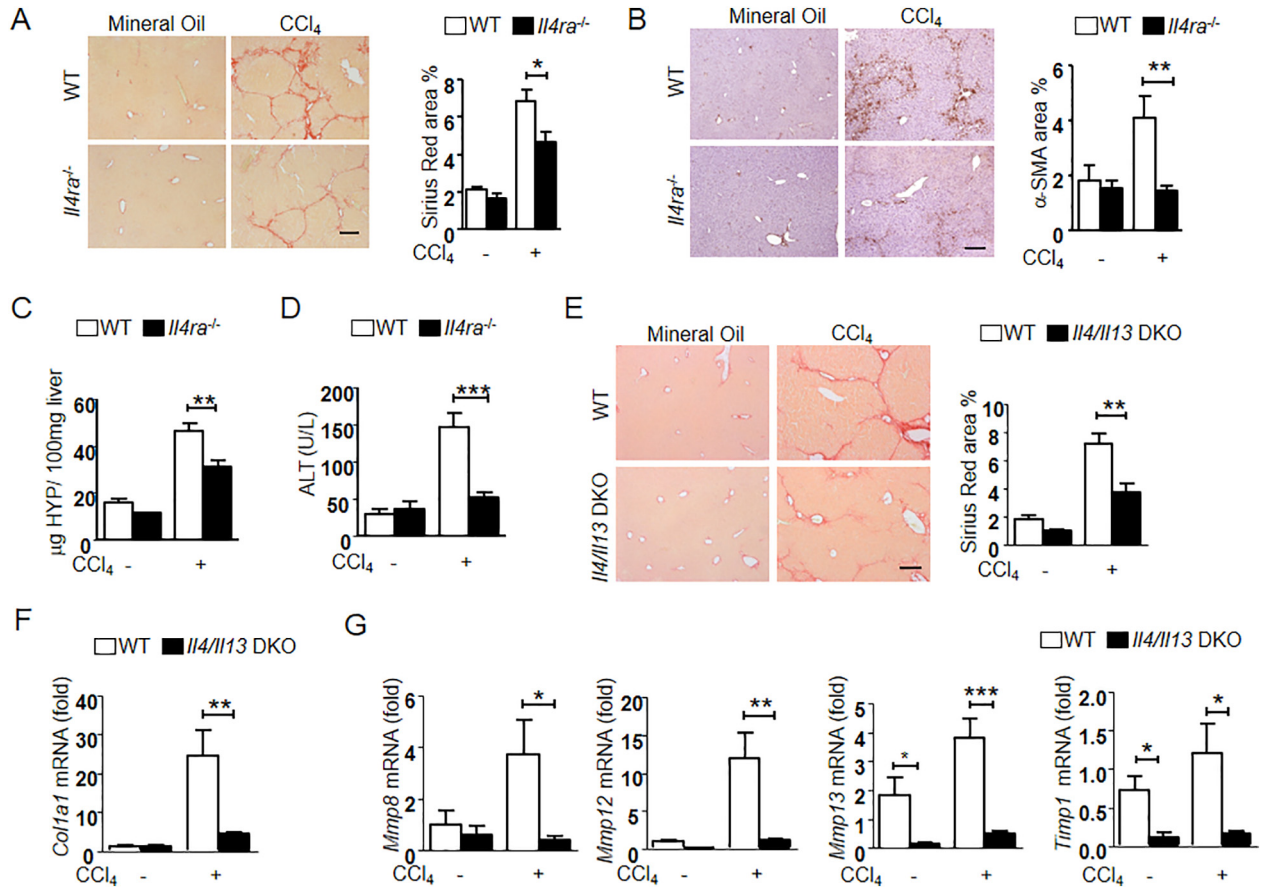 A
Mineral Oil
CCl4
WT
Il4ra-/-
WT
Il4ra-/-
Sirius Red area %
8
6
4
2
0
*
CCl4 - +
B
Mineral Oil
CCl4
WT
Il4ra-/-
WT
Il4ra-/-
α-SMA area %
6
4
2
0
**
CCl4 - +
C
WT
Il4ra-/-
µg HYP/ 100mg liver
60
40
20
0
**
CCl4 - +
D
WT
Il4ra-/-
ALT (U/L)
200
150
100
50
0
***
CCl4 - +
E
Mineral Oil
CCl4
WT
Il4/Il13 DKO
WT
Il4/Il13 DKO
Sirius Red area %
10
8
6
4
2
0
**
CCl4 - +
F
WT
Il4/Il13 DKO
Col1a1 mRNA (fold)
40
30
20
10
0
**
CCl4 - +
G
WT
Il4/Il13 DKO
Mmp8 mRNA (fold)
6
4
2
0
*
CCl4 - +
Mmp12 mRNA (fold)
20
15
10
5
0
**
- +
Mmp13 mRNA (fold)
5
4
3
2
1
0
*
***
- +
Timp1 mRNA (fold)
2.0
1.5
1.0
0.5
0.0
*
*
CCl4 - +